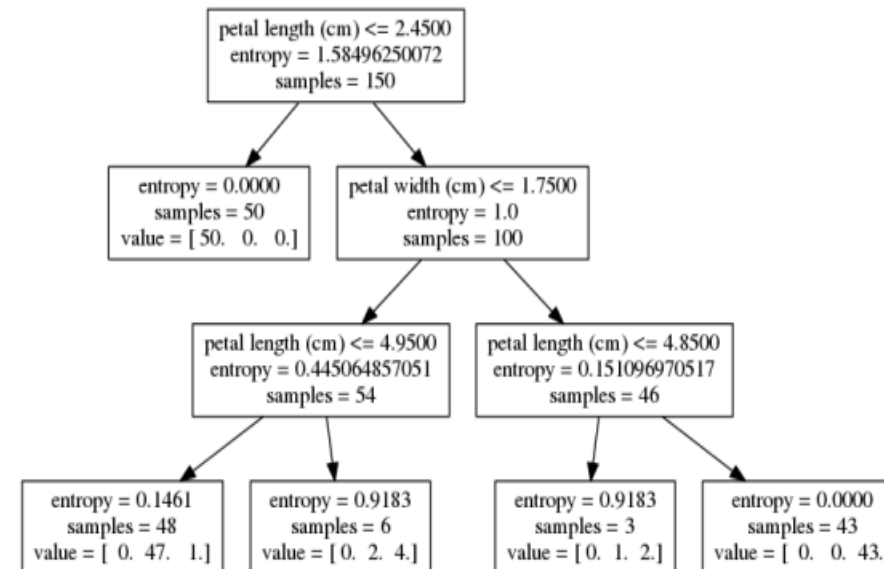 petal length (cm) <= 2.4500
entropy = 1.58496250072
samples = 150
entropy = 0.0000
samples = 50
value = [ 50. 0. 0.]
petal width (cm) <= 1.7500
entropy = 1.0
samples = 100
petal length (cm) <= 4.9500
entropy = 0.445064857051
samples = 54
petal length (cm) <= 4.8500
entropy = 0.151096970517
samples = 46
entropy = 0.1461
samples = 48
value = [ 0. 47. 1.]
entropy = 0.9183
samples = 6
value = [ 0. 2. 4.]
entropy = 0.9183
samples = 3
value = [ 0. 1. 2.]
entropy = 0.0000
samples = 43
value = [ 0. 0. 43.